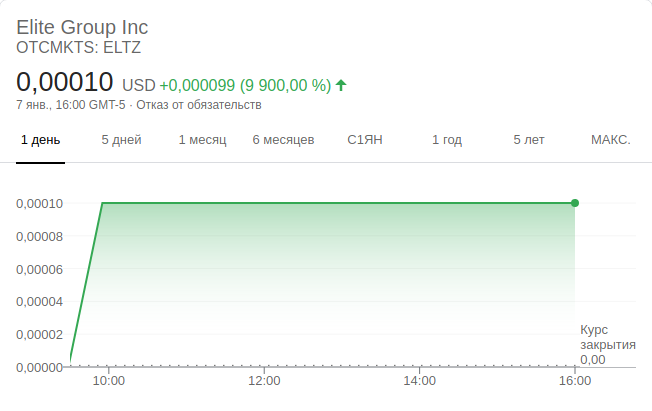 Elite Group Inc
OTCMKTS: ELTZ
0,00010 USD +0,000099 (9 900,00 %)
7 янв., 16:00 GMT-5 · Отказ от обязательств
1 день 5 дней 1 месяц 6 месяцев С1ЯН 1 год 5 лет МАКС.
0,00010
0,00008
0,00006
0,00004
0,00002
0,00000
Курс
закрытия
0,00
10:00 12:00 14:00 16:00